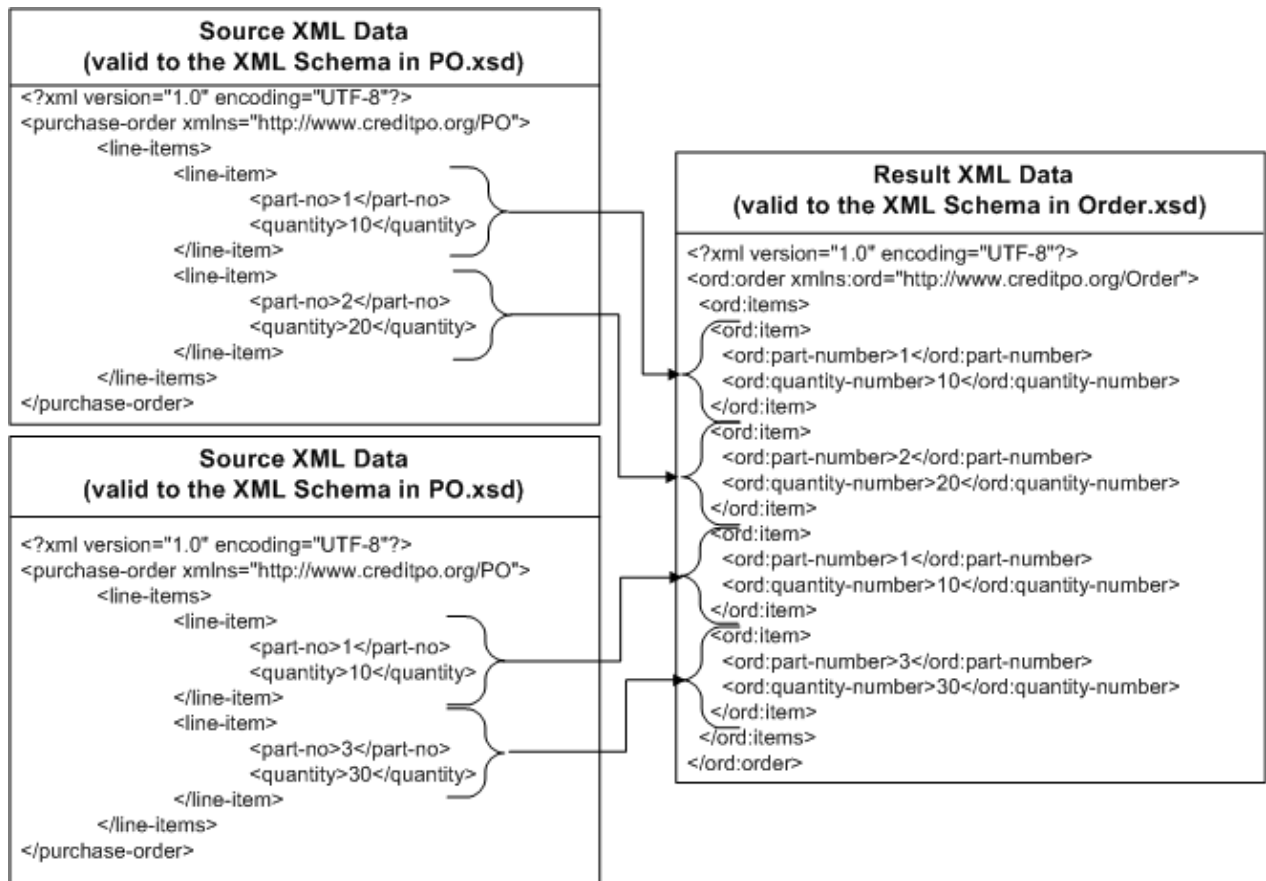 Source XML Data
(valid to the XML Schema in PO.xsd)
<?xml version="1.0" encoding="UTF-8"?>
<purchase-order xmlns="http://www.creditpo.org/PO">
<line-items>
<line-item>
<part-no>1</part-no>
<quantity>10</quantity>
</line-item>
<line-item>
<part-no>2</part-no>
<quantity>20</quantity>
</line-item>
</line-items>
</purchase-order>
Source XML Data
(valid to the XML Schema in PO.xsd)
<?xml version="1.0" encoding="UTF-8"?>
<purchase-order xmlns="http://www.creditpo.org/PO">
<line-items>
<line-item>
<part-no>1</part-no>
<quantity>10</quantity>
</line-item>
<line-item>
<part-no>3</part-no>
<quantity>30</quantity>
</line-item>
</line-items>
</purchase-order>
Result XML Data
(valid to the XML Schema in Order.xsd)
<?xml version="1.0" encoding="UTF-8"?>
<ord:order xmlns:ord="http://www.creditpo.org/Order">
<ord:items>
<ord:item>
<ord:part-number>1</ord:part-number>
<ord:quantity-number>10</ord:quantity-number>
</ord:item>
<ord:item>
<ord:part-number>2</ord:part-number>
<ord:quantity-number>20</ord:quantity-number>
</ord:item>
<ord:item>
<ord:part-number>1</ord:part-number>
<ord:quantity-number>10</ord:quantity-number>
</ord:item>
<ord:item>
<ord:part-number>3</ord:part-number>
<ord:quantity-number>30</ord:quantity-number>
</ord:item>
</ord:items>
</ord:order>